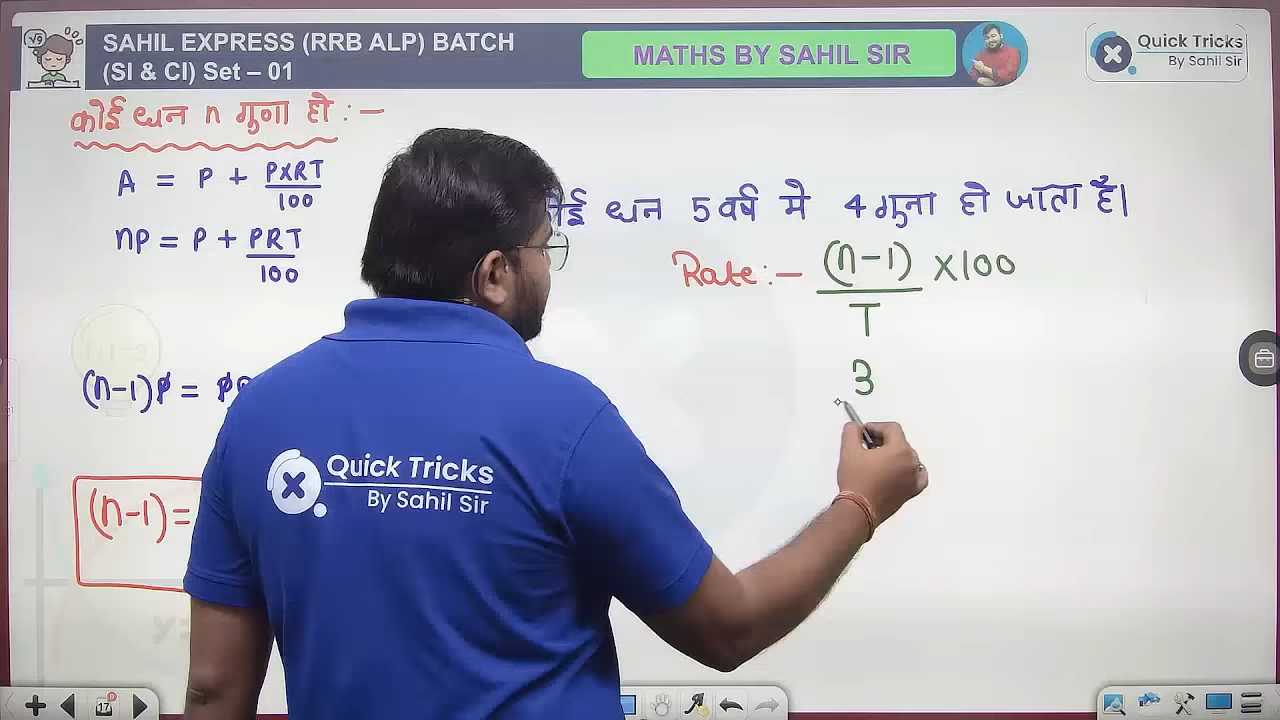 SAHIL EXPRESS (RRB ALP) BATCH
(SI & CI) Set – 01
MATHS BY SAHIL SIR
Quick Tricks
By Sahil Sir
कोई धन n गुना हो :-
A = P + PXRT/100
nP = P + PRT/100
(n-1)P =
(n-1) =
धन 5 वर्ष मे 4 गुना हो जाता है।
Rate:- (n-1)/T X100
3
Quick Tricks
By Sahil Sir
17